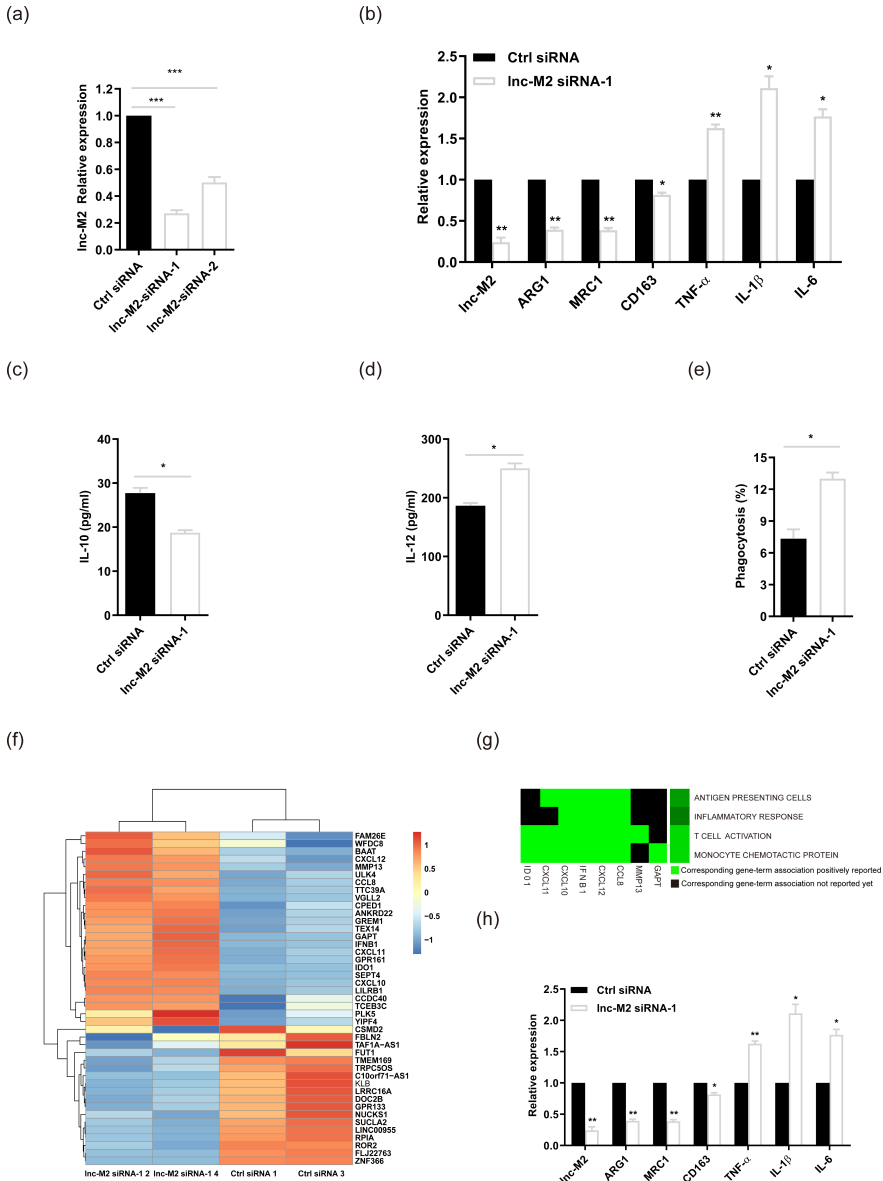 (a)
lnc-M2 Relative expression
1.2
1.0
0.8
0.6
0.4
0.2
0.0
***
***
Ctrl siRNA
lnc-M2-siRNA-1
lnc-M2-siRNA-2
(b)
Relative expression
2.5
2.0
1.5
1.0
0.5
0.0
Ctrl siRNA
lnc-M2 siRNA-1
**
**
**
*
**
*
*
lnc-M2
ARG1
MRC1
CD163
TNF-α
IL-1β
IL-6
(c)
IL-10 (pg/ml)
40
30
20
10
0
*
Ctrl siRNA
lnc-M2 siRNA-1
(d)
IL-12 (pg/ml)
300
200
100
0
*
Ctrl siRNA
lnc-M2 siRNA-1
(e)
Phagocytosis (%)
15
12
9
6
3
0
*
Ctrl siRNA
lnc-M2 siRNA-1
(f)
FAM26E
WFDC8
BAAT
CXCL12
MMP13
ULK4
CCL8
TTC39A
VGLL2
CPED1
ANKRD22
GREM1
TEX14
GAPT
IFNB1
CXCL11
GPR161
IDO1
SEPT4
CXCL10
LILRB1
CCDC40
TCEB3C
PLK5
YIPF4
CSMD2
FBLN2
TAF1A−AS1
FUT1
TMEM169
TRPC5OS
C10orf71−AS1
KLB
LRRC16A
DOC2B
GPR133
NUCKS1
SUCLA2
LINC00955
RPIA
ROR2
FLJ22763
ZNF366
1
0.5
0
−0.5
−1
lnc-M2 siRNA-1 2
lnc-M2 siRNA-1 4
Ctrl siRNA 1
Ctrl siRNA 3
(g)
ANTIGEN PRESENTING CELLS
INFLAMMATORY RESPONSE
T CELL ACTIVATION
MONOCYTE CHEMOTACTIC PROTEIN
IDO1
CXCL11
CXCL10
IFNB1
CXCL12
CCL8
MMP13
GAPT
Corresponding gene-term association positively reported
Corresponding gene-term association not reported yet
(h)
Relative expression
2.5
2.0
1.5
1.0
0.5
0.0
Ctrl siRNA
lnc-M2 siRNA-1
**
**
**
*
**
*
*
lnc-M2
ARG1
MRC1
CD163
TNF-α
IL-1β
IL-6